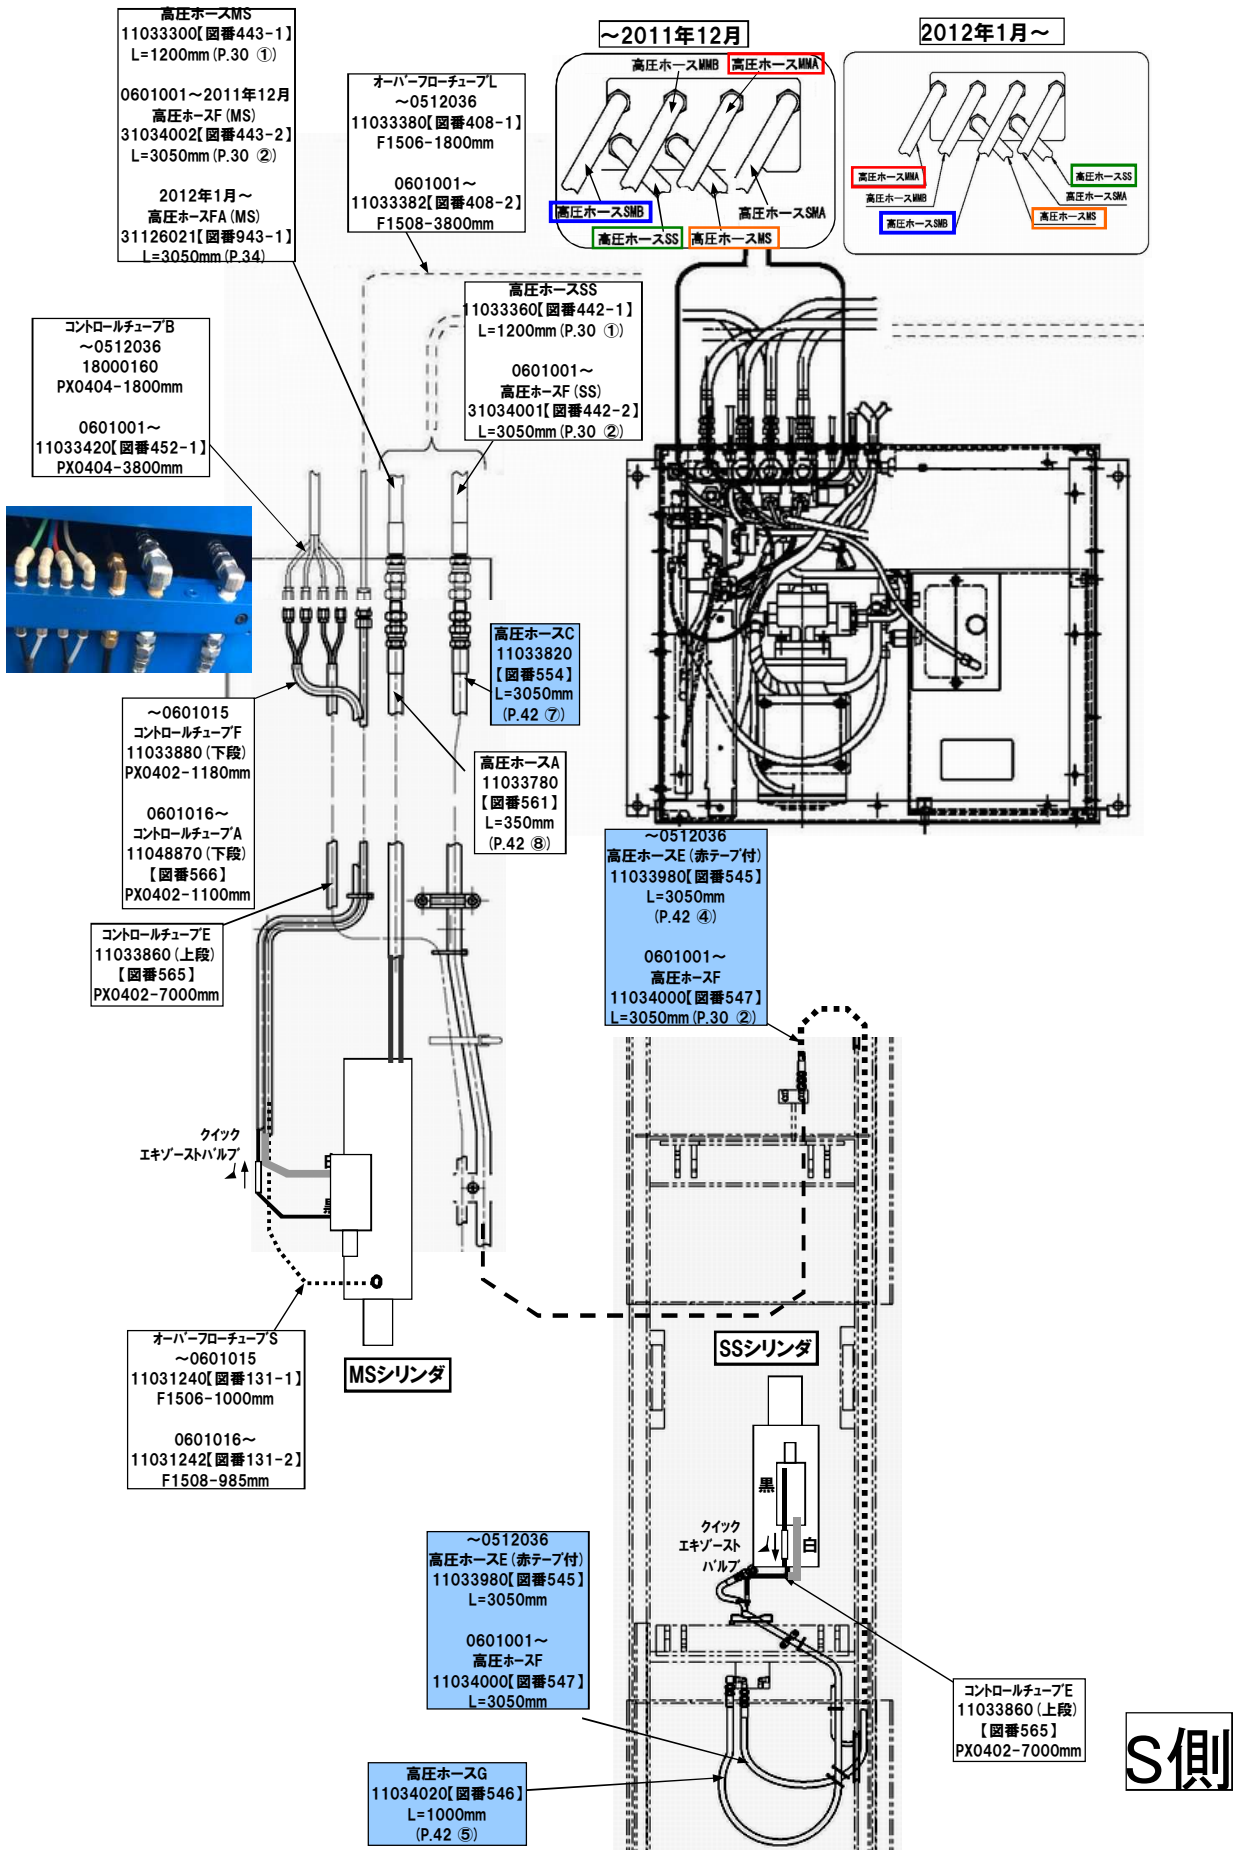 高圧ホースMS
11033300【図番443-1】
L=1200mm(P.30 ①)
0601001～2011年12月
高圧ホースF(MS)
31034002【図番443-2】
L=3050mm(P.30 ②)
2012年1月～
高圧ホースFA(MS)
31126021【図番943-1】
L=3050mm(P.34)
オーバーフローチューブL
～0512036
11033380【図番408-1】
F1506-1800mm
0601001～
11033382【図番408-2】
F1508-3800mm
～2011年12月
高圧ホースMMB
高圧ホースMMA
高圧ホースSMB
高圧ホースSMA
高圧ホースSS
高圧ホースMS
2012年1月～
高圧ホースMMA
高圧ホースMMB
高圧ホースSMB
高圧ホースSS
高圧ホースSMA
高圧ホースMS
高圧ホースSS
11033360【図番442-1】
L=1200mm(P.30 ①)
0601001～
高圧ホースF(SS)
31034001【図番442-2】
L=3050mm(P.30 ②)
コントロールチューブB
～0512036
18000160
PX0404-1800mm
0601001～
11033420【図番452-1】
PX0404-3800mm
高圧ホースC
11033820
【図番554】
L=3050mm
(P.42 ⑦)
～0601015
コントロールチューブF
11033880(下段)
PX0402-1180mm
0601016～
コントロールチューブA
11048870(下段)
【図番566】
PX0402-1100mm
高圧ホースA
11033780
【図番561】
L=350mm
(P.42 ⑧)
コントロールチューブE
11033860(上段)
【図番565】
PX0402-7000mm
～0512036
高圧ホースE(赤テープ付)
11033980【図番545】
L=3050mm
(P.42 ④)
0601001～
高圧ホースF
11034000【図番547】
L=3050mm(P.30 ②)
クイック
エキゾーストバルブ
黒
オーバーフローチューブS
～0601015
11031240【図番131-1】
F1506-1000mm
0601016～
11031242【図番131-2】
F1508-985mm
MSシリンダ
SSシリンダ
黒
白
クイック
エキゾースト
バルブ
～0512036
高圧ホースE(赤テープ付)
11033980【図番545】
L=3050mm
0601001～
高圧ホースF
11034000【図番547】
L=3050mm
高圧ホースG
11034020【図番546】
L=1000mm
(P.42 ⑤)
コントロールチューブE
11033860(上段)
【図番565】
PX0402-7000mm
S側